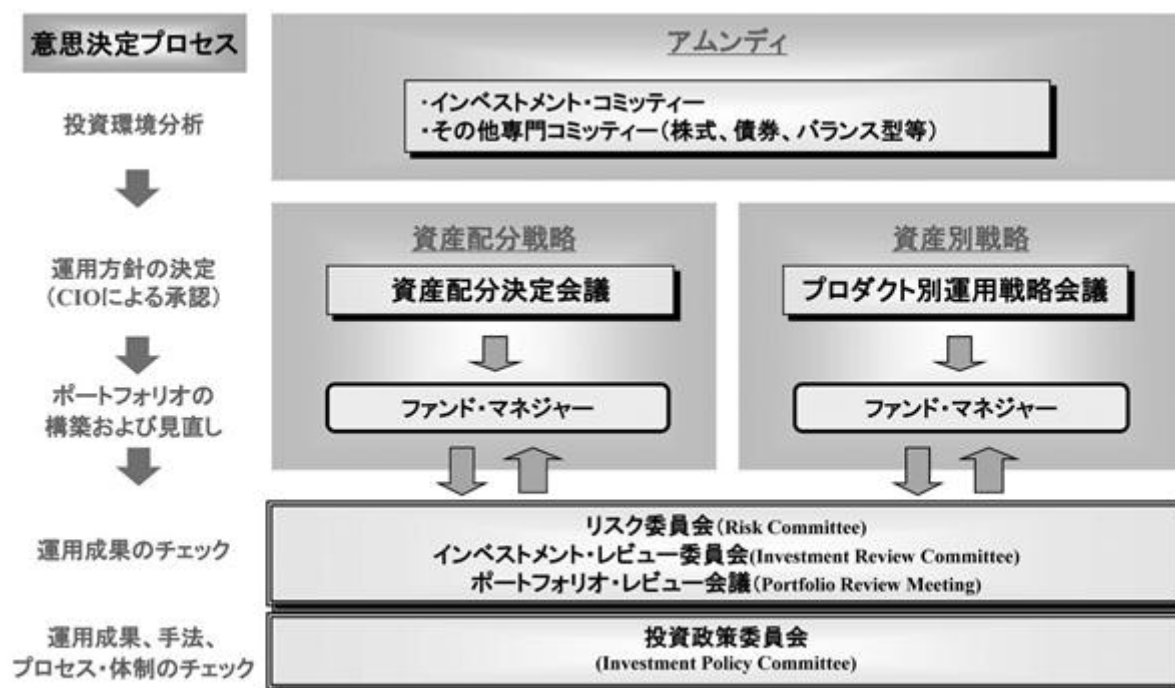 意思決定プロセス
アムンディ
投資環境分析
・インベストメント・コミッティー
・その他専門コミッティー(株式、債券、バランス型等)
運用方針の決定
(CIOによる承認)
資産配分戦略
資産配分決定会議
資産別戦略
プロダクト別運用戦略会議
ポートフォリオの
構築および見直し
ファンド・マネジャー
ファンド・マネジャー
運用成果のチェック
リスク委員会(Risk Committee)
インベストメント・レビュー委員会(Investment Review Committee)
ポートフォリオ・レビュー会議(Portfolio Review Meeting)
運用成果、手法、
プロセス・体制のチェック
投資政策委員会
(Investment Policy Committee)